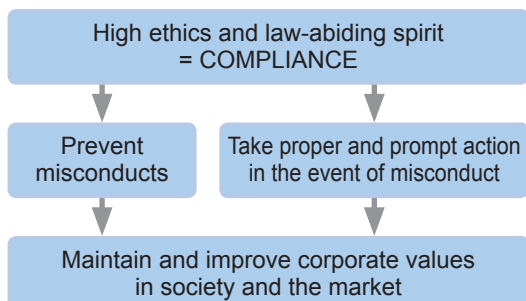 High ethics and law-abiding spirit
= COMPLIANCE
Prevent
misconducts
Take proper and prompt action
in the event of misconduct
Maintain and improve corporate values
in society and the market